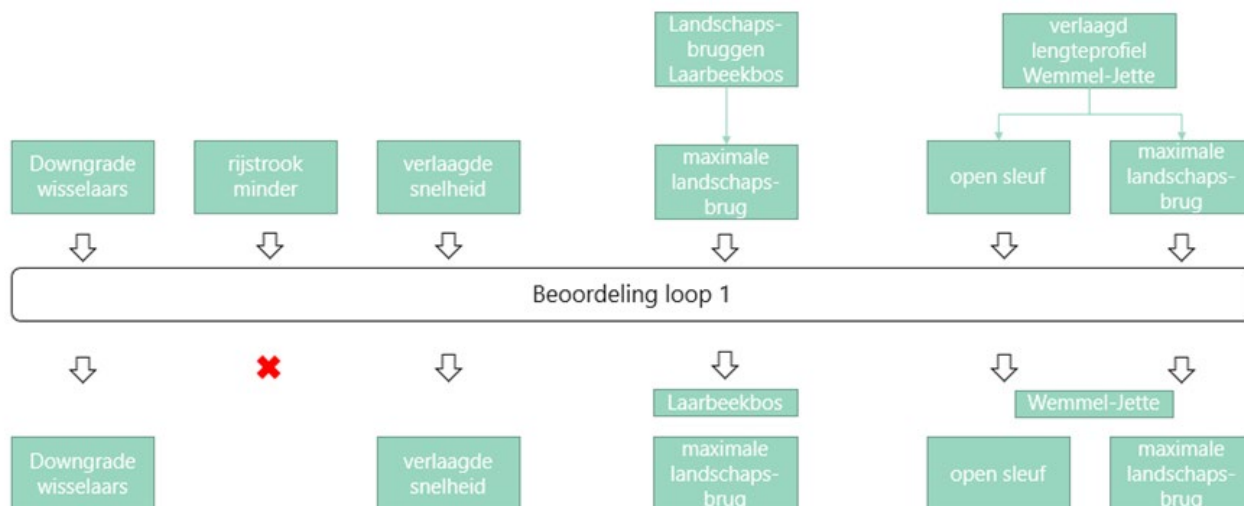 Landschaps-
bruggen
Laarbeekbos
verlaagd
lengteprofiel
Wemmel-Jette
Downgrade
wisselaars
rijstrook
minder
verlaagde
snelheid
maximale
landschaps-
brug
open sleuf
maximale
landschaps-
brug
Beoordeling loop 1
Laarbeekbos
Wemmel-Jette
Downgrade
wisselaars
verlaagde
snelheid
maximale
landschaps-
brug
open sleuf
maximale
landschaps-
brug